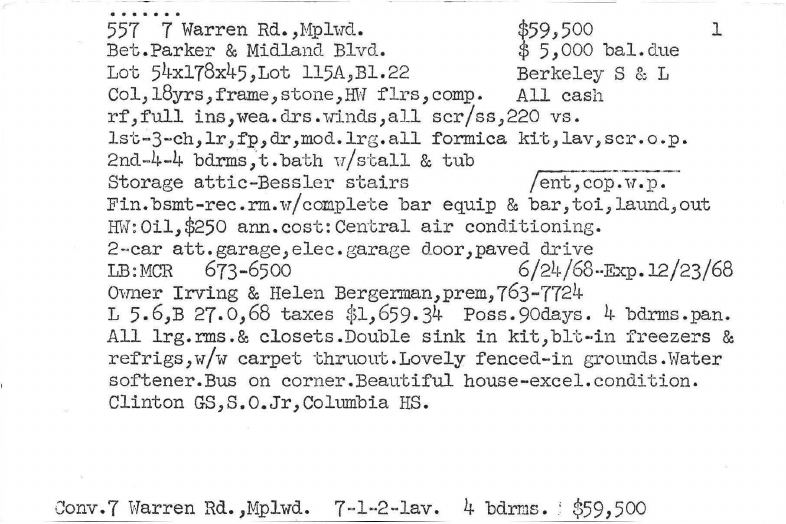 557 7 Warren Rd.,Mplwd. $59,500 1
Bet.Parker & Midland Blvd. $ 5,000 bal.due
Lot 54x178x45,Lot 115A,Bl.22 Berkeley S & L
Col,18yrs,frame,stone,HW flrs,comp. All cash
rf,full ins,wea.drs.winds,all scr/ss,220 vs.
1st-3-ch,lr,fp,dr,mod.lrg.all formica kit,lav,scr.o.p.
2nd-4-4 bdrms,t.bath w/stall & tub
Storage attic-Bessler stairs /ent,cop.w.p.
Fin.bsmt-rec.rm.w/complete bar equip & bar,toi,laund,out
HW:Oil,$250 ann.cost:Central air conditioning.
2-car att.garage,elec.garage door,paved drive
LB:MCR 673-6500 6/24/68-Exp.12/23/68
Owner Irving & Helen Bergerman,prem,763-7724
L 5.6,B 27.0,68 taxes $1,659.34 Poss.90days. 4 bdrms.pan.
All lrg.rms.& closets.Double sink in kit,blt-in freezers &
refrigs,w/w carpet thruout.Lovely fenced-in grounds.Water
softener.Bus on corner.Beautiful house-excel.condition.
Clinton GS,S.O.Jr,Columbia HS.
Conv.7 Warren Rd.,Mplwd. 7-1-2-lav. 4 bdrms. $59,500